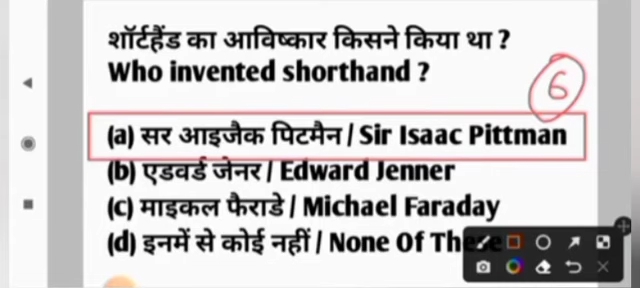 शॉर्टहैंड का आविष्कार किसने किया था ?
Who invented shorthand ?
6
(a) सर आइजैक पिटमैन / Sir Isaac Pittman
(b) एडवर्ड जेनर / Edward Jenner
(c) माइकल फैराडे / Michael Faraday
(d) इनमें से कोई नहीं / None Of These